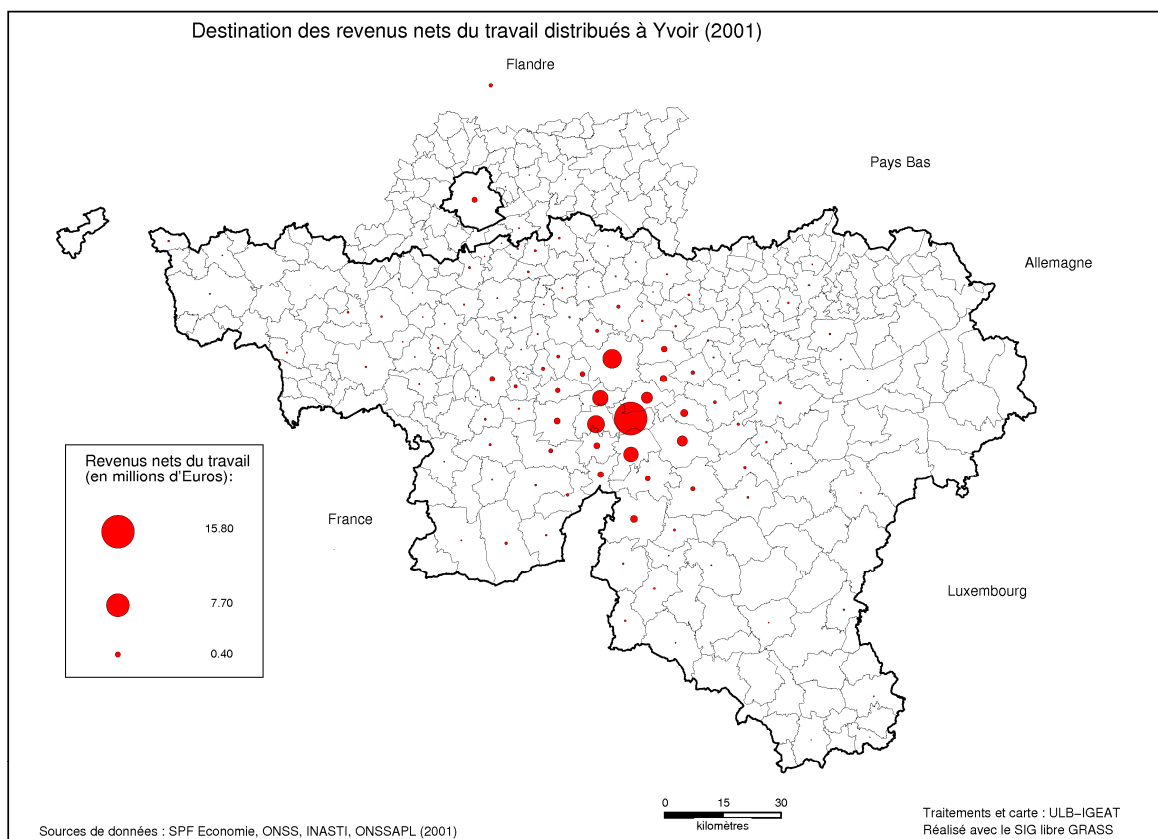 Destination des revenus nets du travail distribués à Yvoir (2001)
Flandre
Pays Bas
Allemagne
Revenus nets du travail
(en millions d'Euros):
15.80
7.70
0.40
France
Luxembourg
0 15 30
kilomètres
Sources de données : SPF Economie, ONSS, INASTI, ONSSAPL (2001)
Traitements et carte : ULB-IGEAT
Réalisé avec le SIG libre GRASS